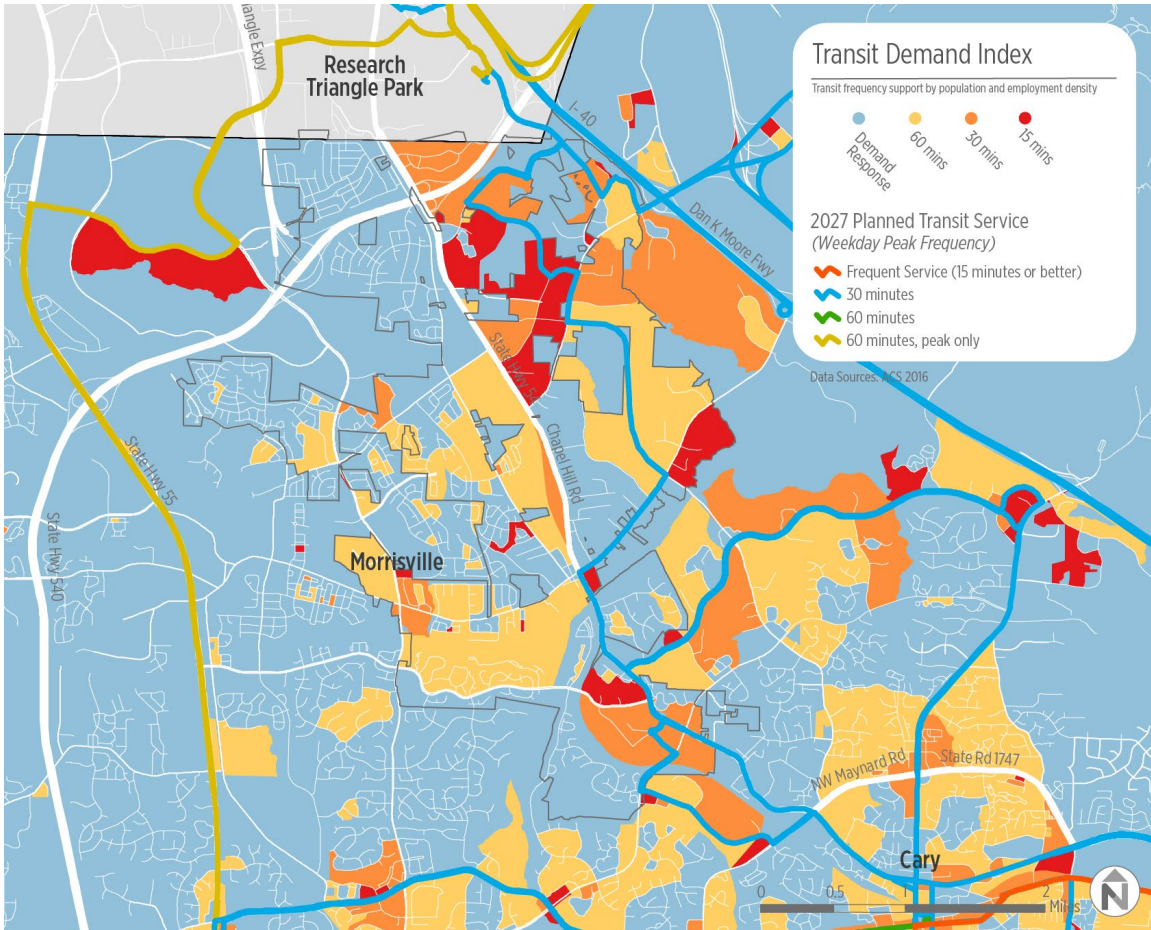 Transit Demand Index
Transit frequency support by population and employment density
Demand
Response
60 mins
30 mins
15 mins
2027 Planned Transit Service
(Weekday Peak Frequency)
Frequent Service (15 minutes or better)
30 minutes
60 minutes
60 minutes, peak only
Data Sources: ACS 2016
iangle Expy
Research
Triangle Park
I-40
Dan K Moore Fwy
State Hwy 54
Chapel Hill Rd
State Hwy 55
State Hwy 540
Morrisville
NW Maynard Rd
State Rd 1747
Cary
0 0.5 1 2
Miles
N